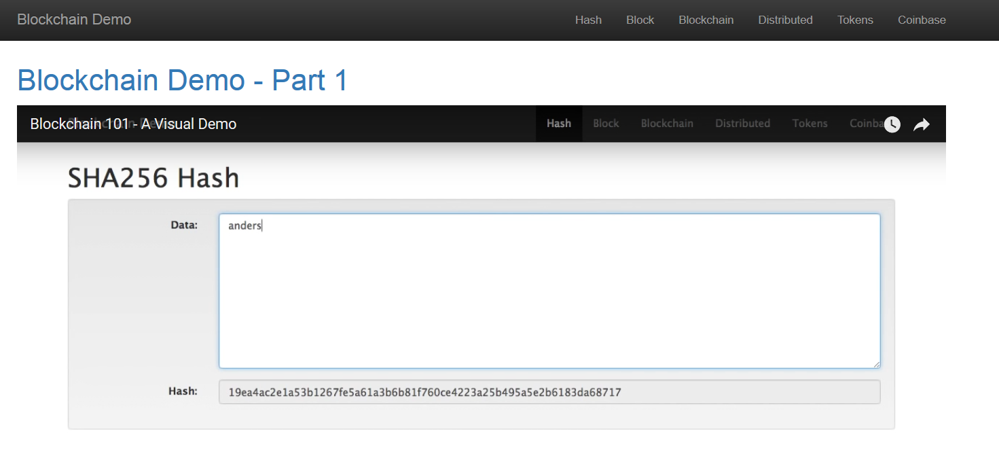 Blockchain Demo Hash Block Blockchain Distributed Tokens Coinbase
Blockchain Demo - Part 1
Blockchain 101 - A Visual Demo Hash Block Blockchain Distributed Tokens
SHA256 Hash
Data: anders
Hash: 19ea4ac2e1a53b1267fe5a61a3b6b81f760ce4223a25b495a5e2b6183da68717